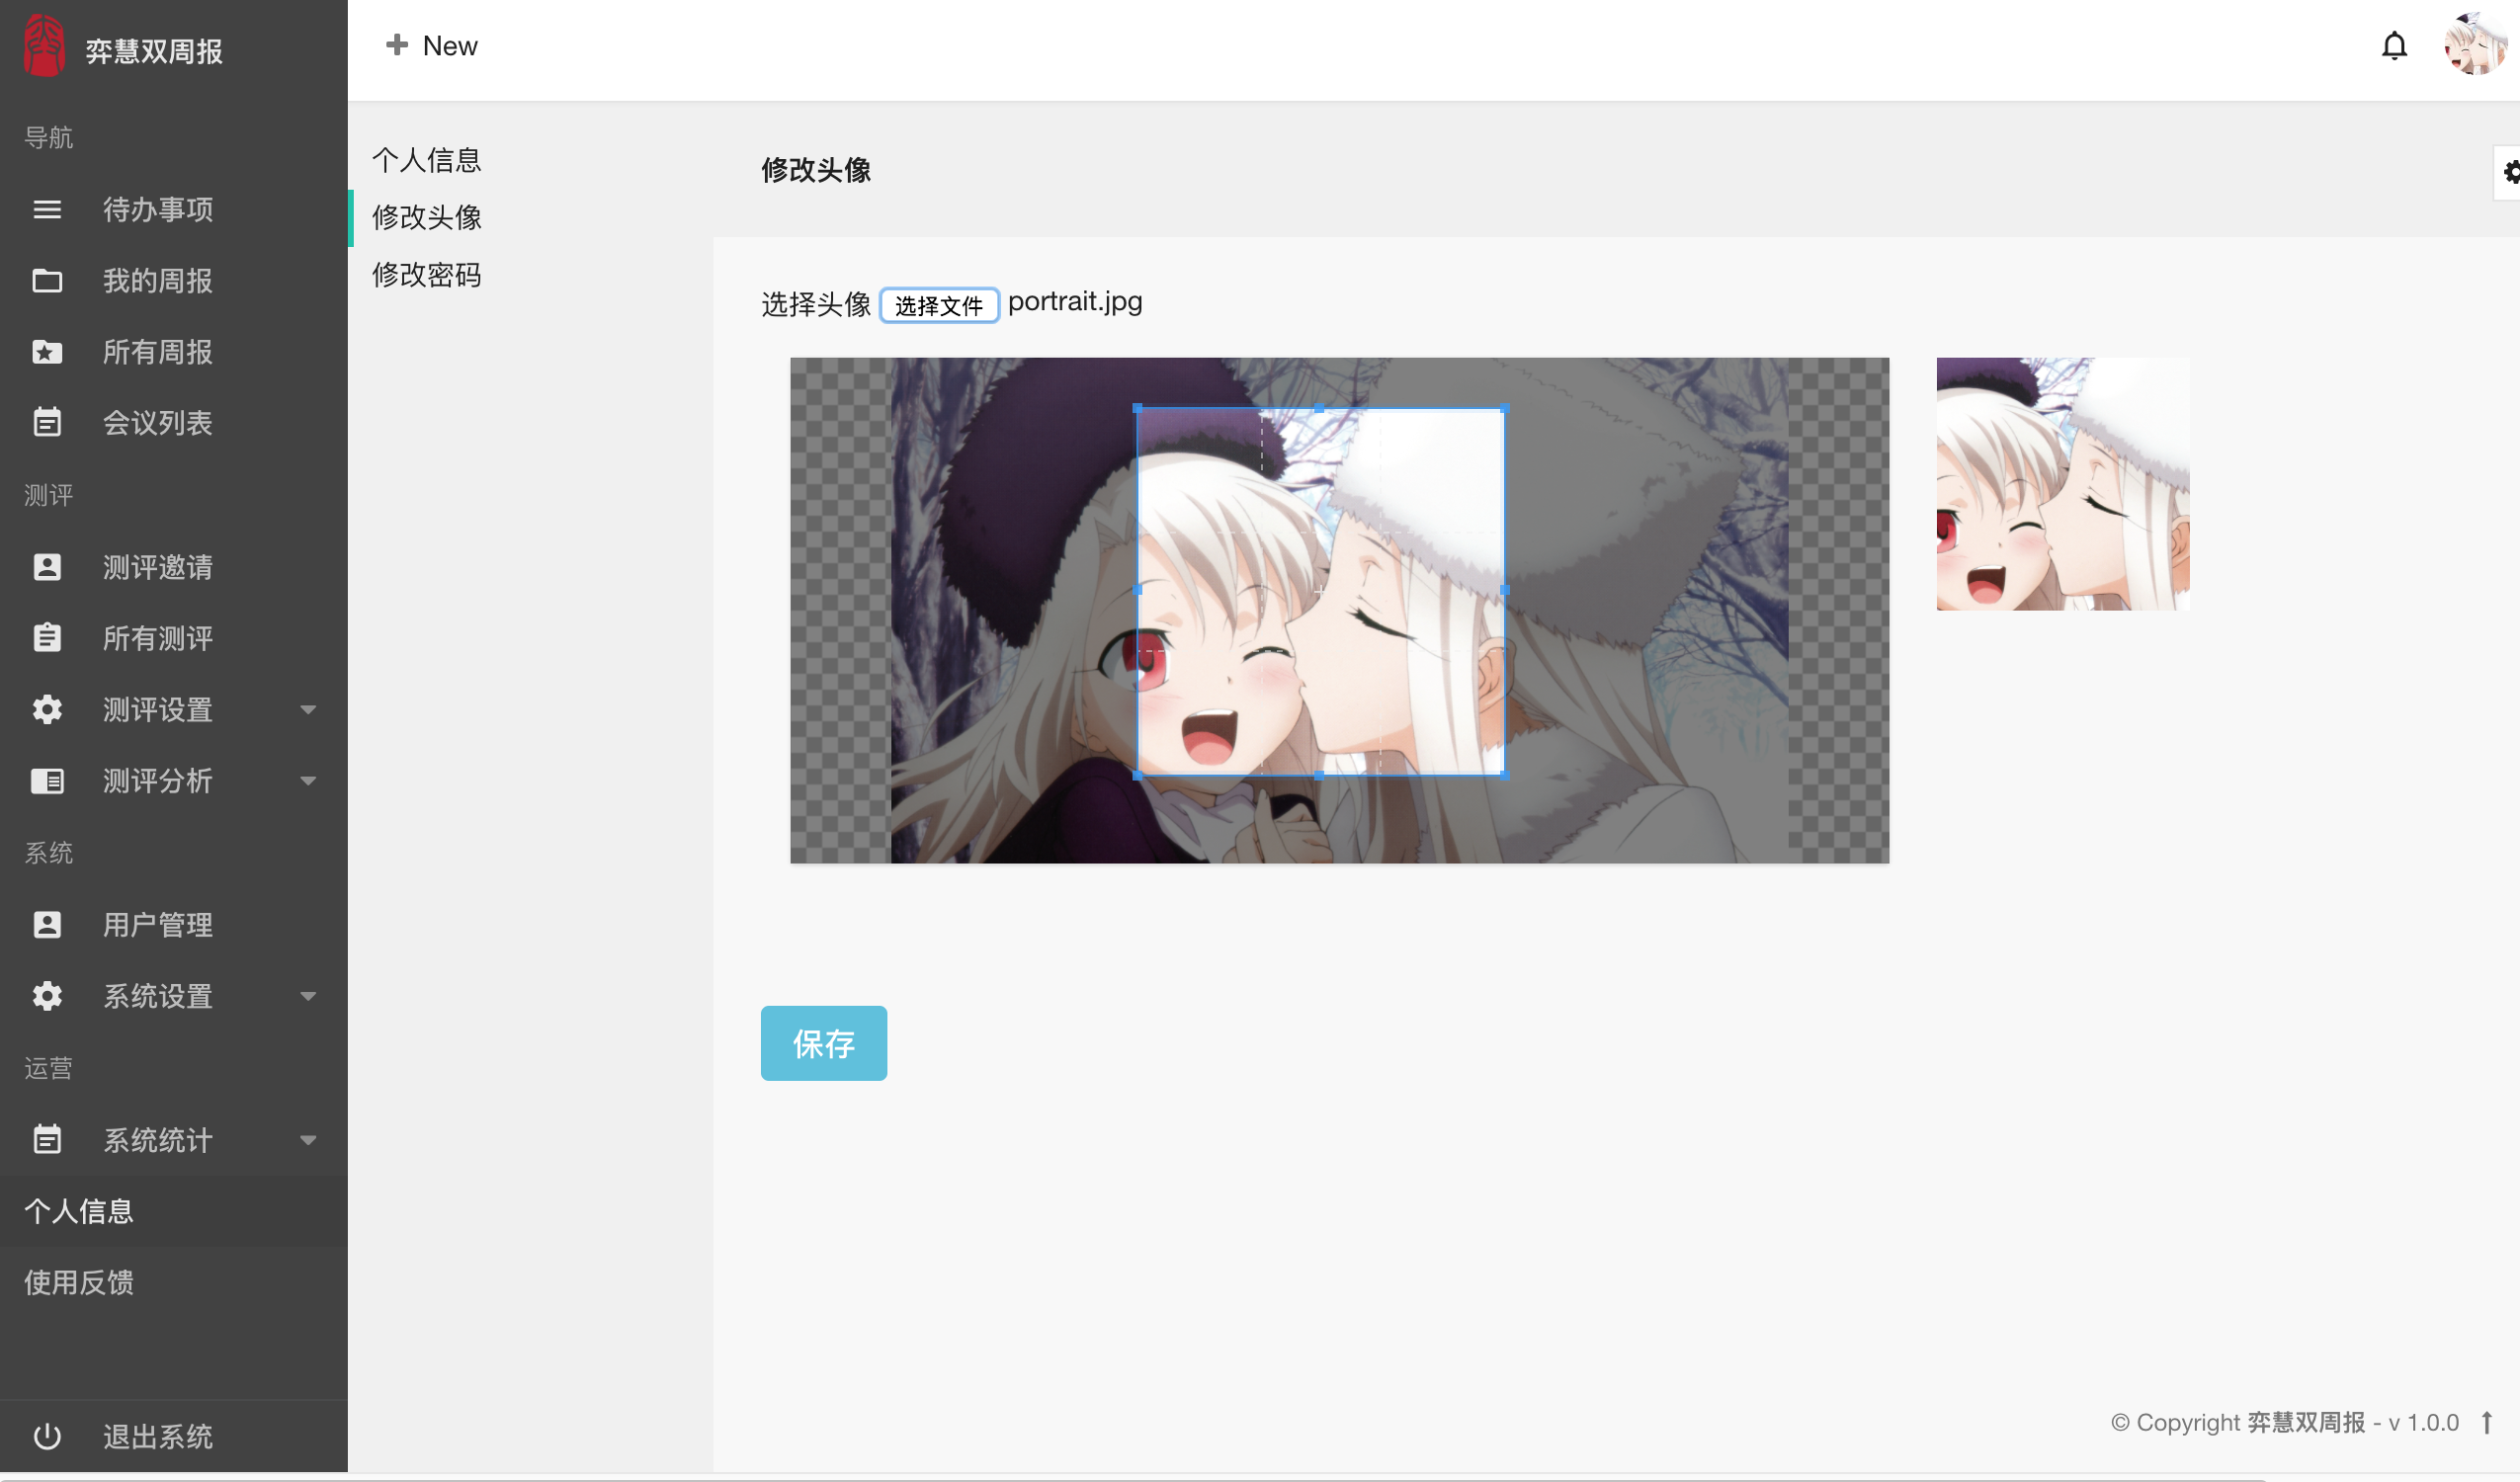 弈慧双周报
导航
待办事项
我的周报
所有周报
会议列表
测评
测评邀请
所有测评
测评设置
测评分析
系统
用户管理
系统设置
运营
系统统计
个人信息
使用反馈
退出系统
New
个人信息
修改头像
修改密码
修改头像
选择头像 选择文件 portrait.jpg
保存
© Copyright 弈慧双周报 - v 1.0.0